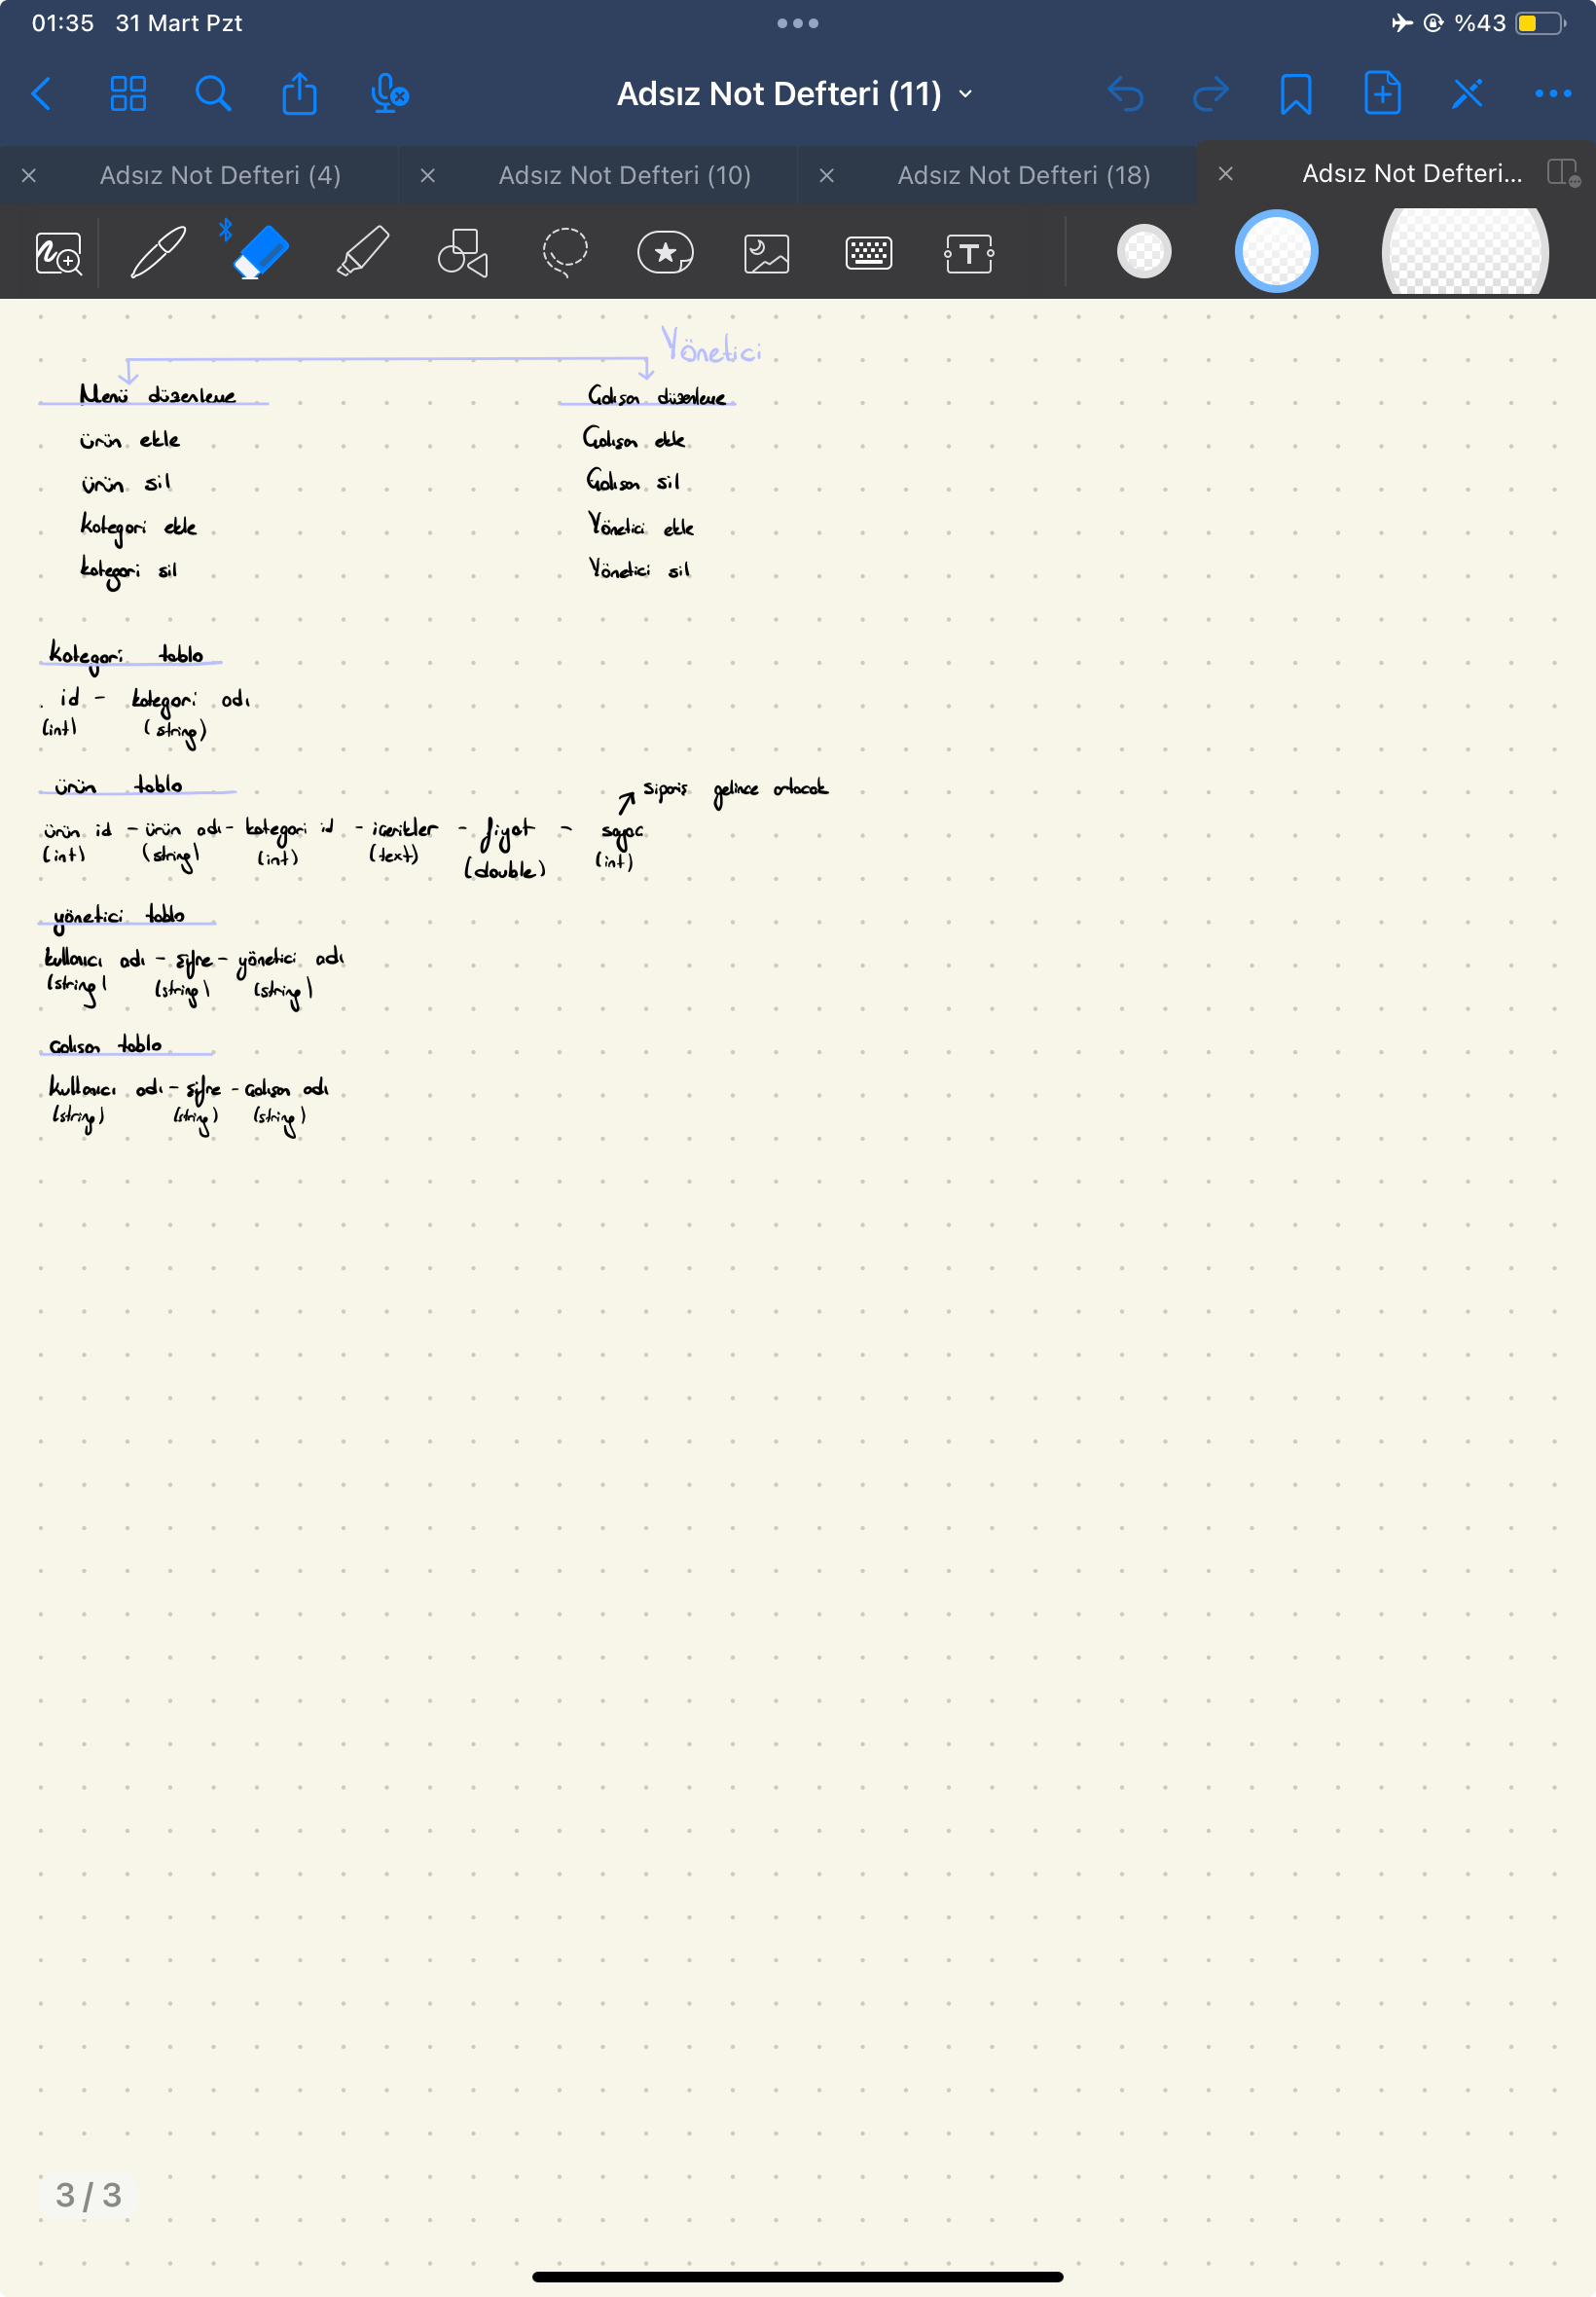 01:35 31 Mart Pzt %43
Adsız Not Defteri (11)
Adsız Not Defteri (4) Adsız Not Defteri (10) Adsız Not Defteri (18) Adsız Not Defteri...
T
Yönetici
Menü düzenleme Çalışan düzenleme
ürün ekle Çalışan ekle
ürün sil Çalışan sil
kategori ekle Yönetici ekle
kategori sil Yönetici sil
kategori tablo
id - kategori adı
(int) (string)
ürün tablo
sipariş gelince artacak
ürün id - ürün adı - kategori id - içerikler - fiyat - sayaç
(int) (string) (int) (text) (double) (int)
yönetici tablo
kullanıcı adı - şifre - yönetici adı
(string) (string) (string)
çalışan tablo
kullanıcı adı - şifre - çalışan adı
(string) (string) (string)
3 / 3